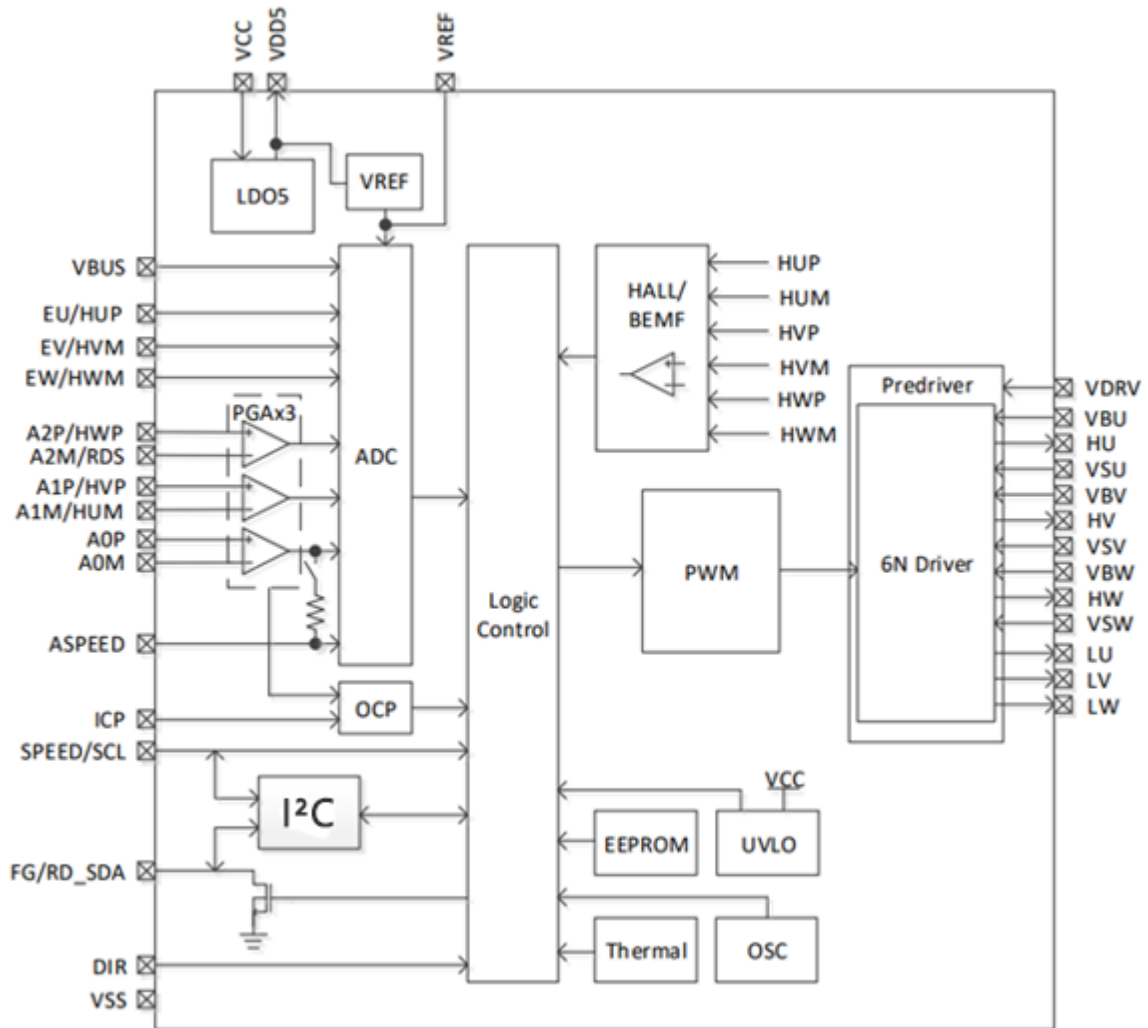 VCC
VDD5
VREF
LDO5
VREF
VBUS
EU/HUP
EV/HVM
EW/HWM
PGAx3
A2P/HWP
A2M/RDS
A1P/HVP
A1M/HUM
A0P
A0M
ASPEED
ICP
SPEED/SCL
FG/RD_SDA
DIR
VSS
ADC
OCP
I²C
Logic
Control
HALL/
BEMF
HUP
HUM
HVP
HVM
HWP
HWM
PWM
Predriver
6N Driver
VCC
EEPROM
UVLO
Thermal
OSC
VDRV
VBU
HU
VSU
VBV
HV
VSV
VBW
HW
VSW
LU
LV
LW